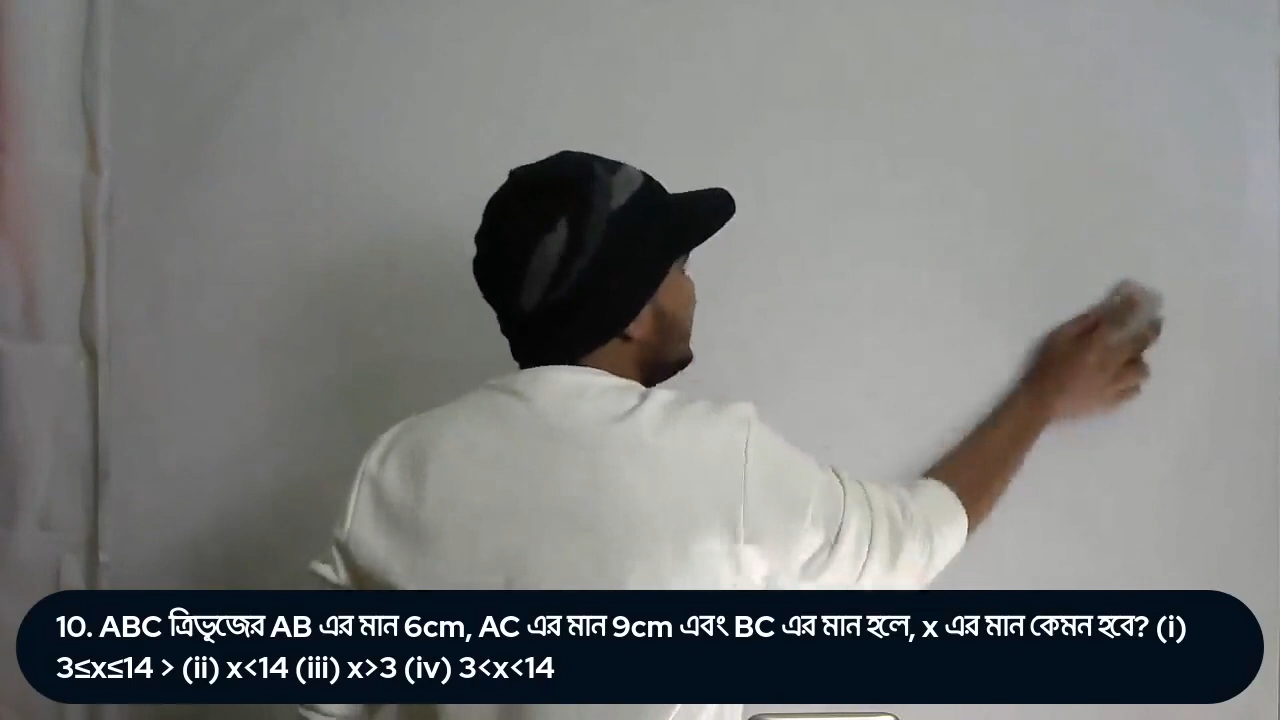 10. ABC ত্রিভূজের AB এর মান 6cm, AC এর মান 9cm এবং BC এর মান হলে, x এর মান কেমন হবে? (i)
3≤x≤14 > (ii) x<14 (iii) x>3 (iv) 3<x<14